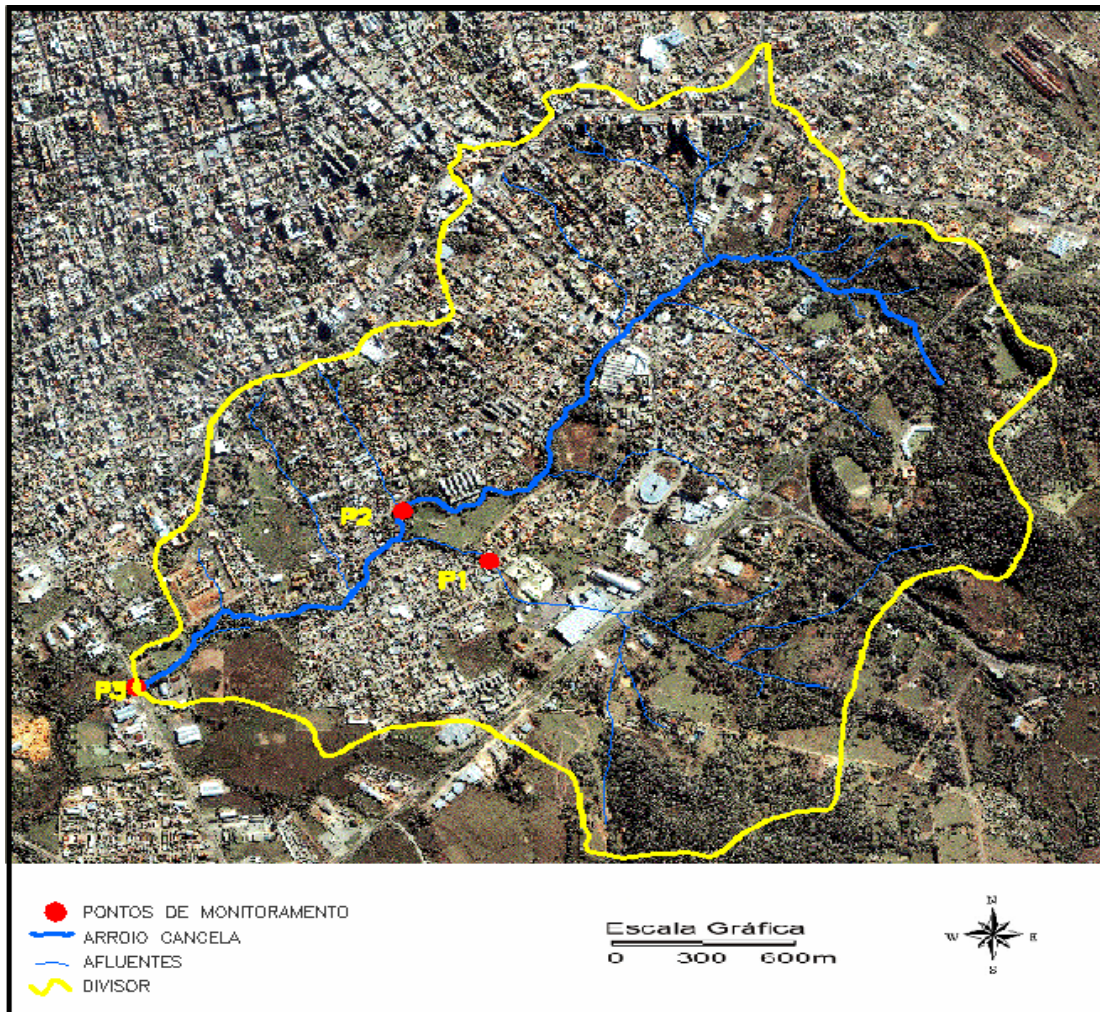 P2
P1
P3
PONTOS DE MONITORAMENTO
ARROIO CANCELA
AFLUENTES
DIVISOR
Escala Gráfica
0 300 600m
N
W E
S